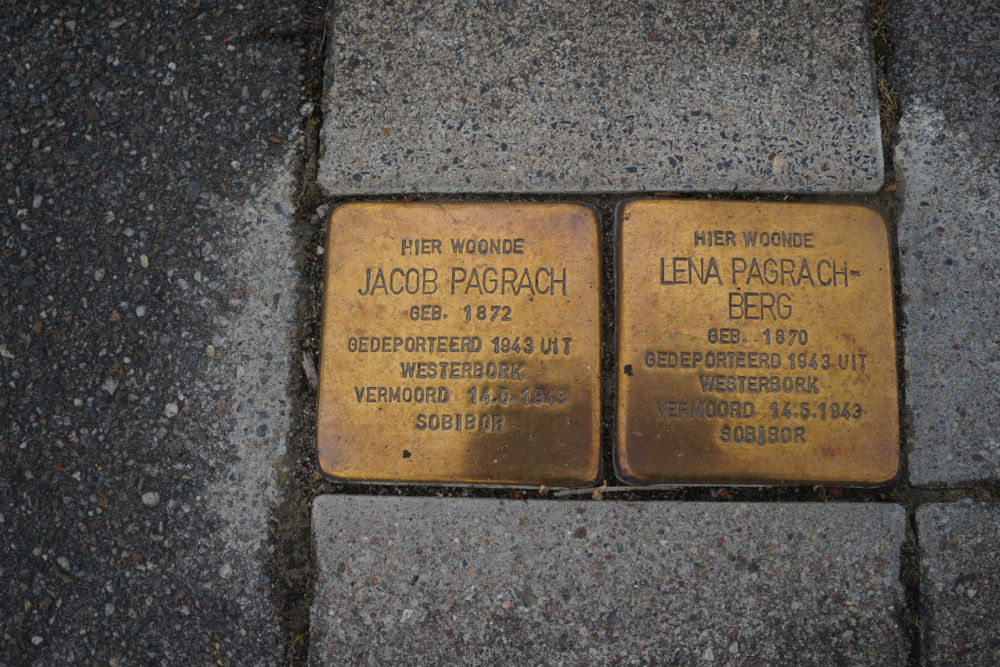 HIER WOONDE
JACOB PAGRACH
GEB. 1872
GEDEPORTEERD 1943 UIT
WESTERBORK
VERMOORD 14.5.1943
SOBIBOR
HIER WOONDE
LENA PAGRACH-
BERG
GEB. 1870
GEDEPORTEERD 1943 UIT
WESTERBORK
VERMOORD 14.5.1943
SOBIBOR